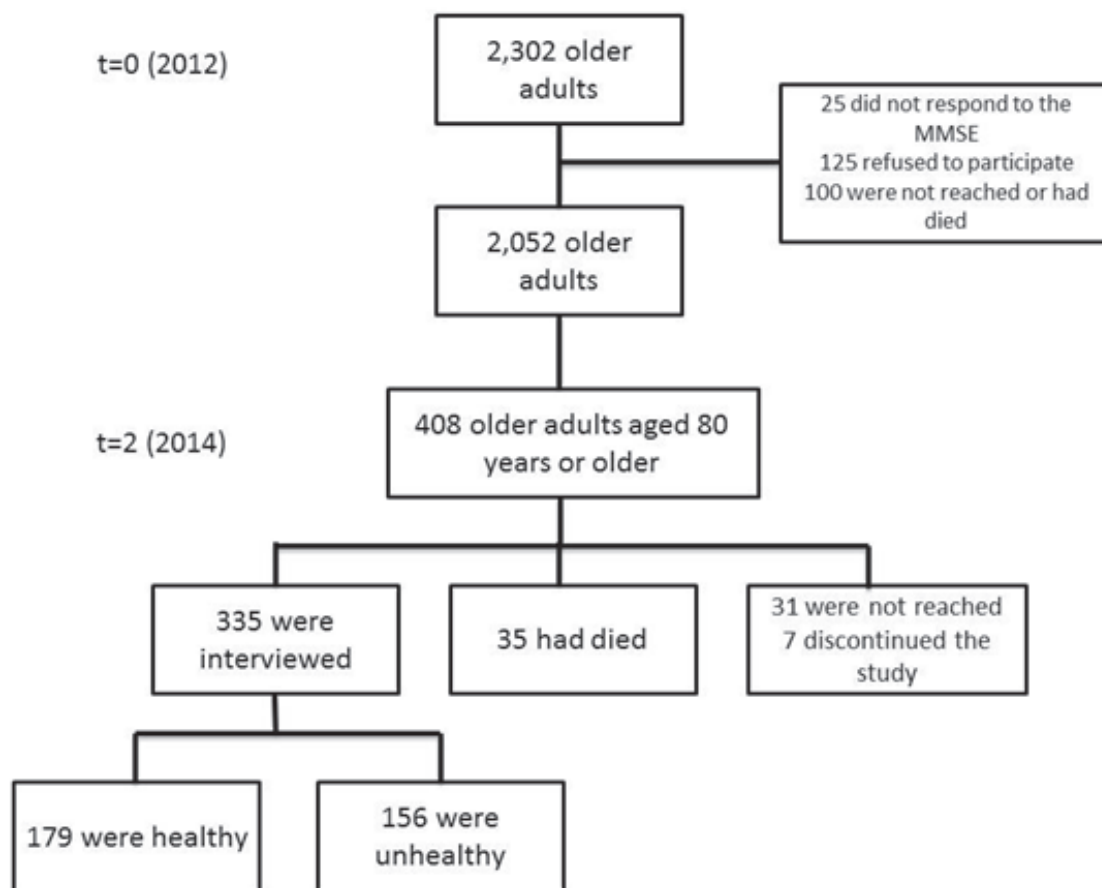 t=0 (2012)
2,302 older
adults
25 did not respond to the
MMSE
125 refused to participate
100 were not reached or had
died
2,052 older
adults
t=2 (2014)
408 older adults aged 80
years or older
335 were
interviewed
35 had died
31 were not reached
7 discontinued the
study
179 were healthy
156 were
unhealthy